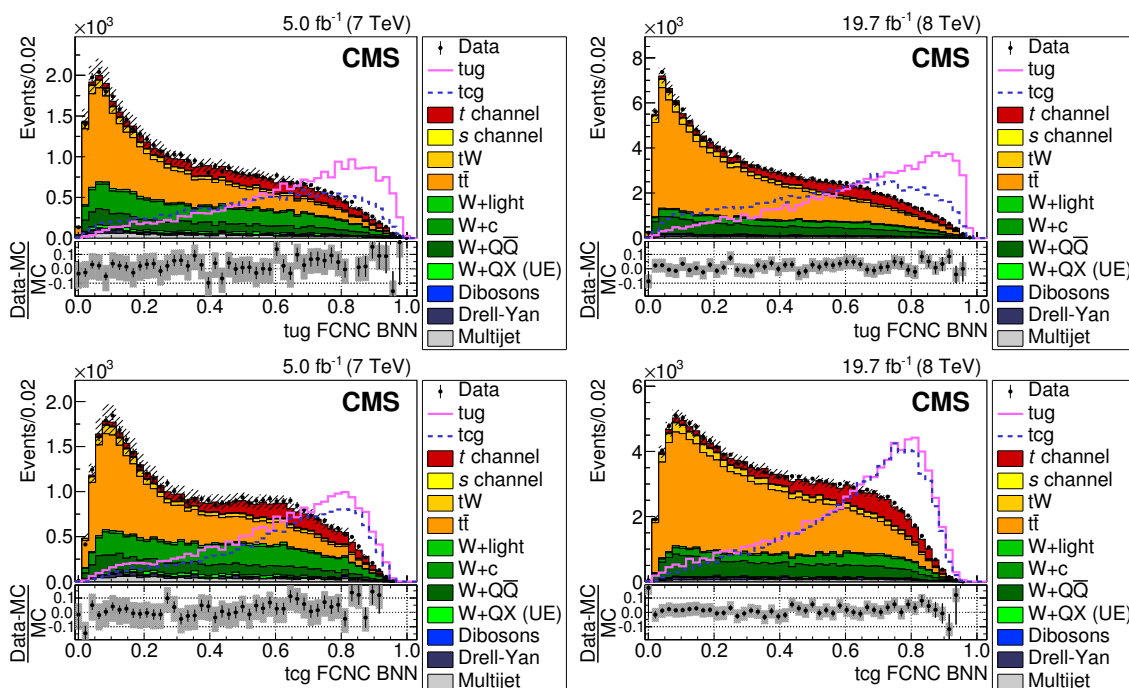 ×10³
5.0 fb⁻¹ (7 TeV)
CMS
Events/0.02
2.0
1.5
1.0
0.5
0.0
Data
tug
tcg
t channel
s channel
tW
tt̄
W+light
W+c
W+QQ̅
W+QX (UE)
Dibosons
Drell-Yan
Multijet
Data-MC
MC
0.1
0.0
-0.1
0.0 0.2 0.4 0.6 0.8 1.0
tug FCNC BNN
×10³
19.7 fb⁻¹ (8 TeV)
CMS
Events/0.02
8
6
4
2
0
Data
tug
tcg
t channel
s channel
tW
tt̄
W+light
W+c
W+QQ̅
W+QX (UE)
Dibosons
Drell-Yan
Multijet
Data-MC
MC
0.1
0.0
-0.1
0.0 0.2 0.4 0.6 0.8 1.0
tug FCNC BNN
×10³
5.0 fb⁻¹ (7 TeV)
CMS
Events/0.02
2.0
1.5
1.0
0.5
0.0
Data
tug
tcg
t channel
s channel
tW
tt̄
W+light
W+c
W+QQ̅
W+QX (UE)
Dibosons
Drell-Yan
Multijet
Data-MC
MC
0.1
0.0
-0.1
0.0 0.2 0.4 0.6 0.8 1.0
tcg FCNC BNN
×10³
19.7 fb⁻¹ (8 TeV)
CMS
Events/0.02
6
4
2
0
Data
tug
tcg
t channel
s channel
tW
tt̄
W+light
W+c
W+QQ̅
W+QX (UE)
Dibosons
Drell-Yan
Multijet
Data-MC
MC
0.1
0.0
-0.1
0.0 0.2 0.4 0.6 0.8 1.0
tcg FCNC BNN